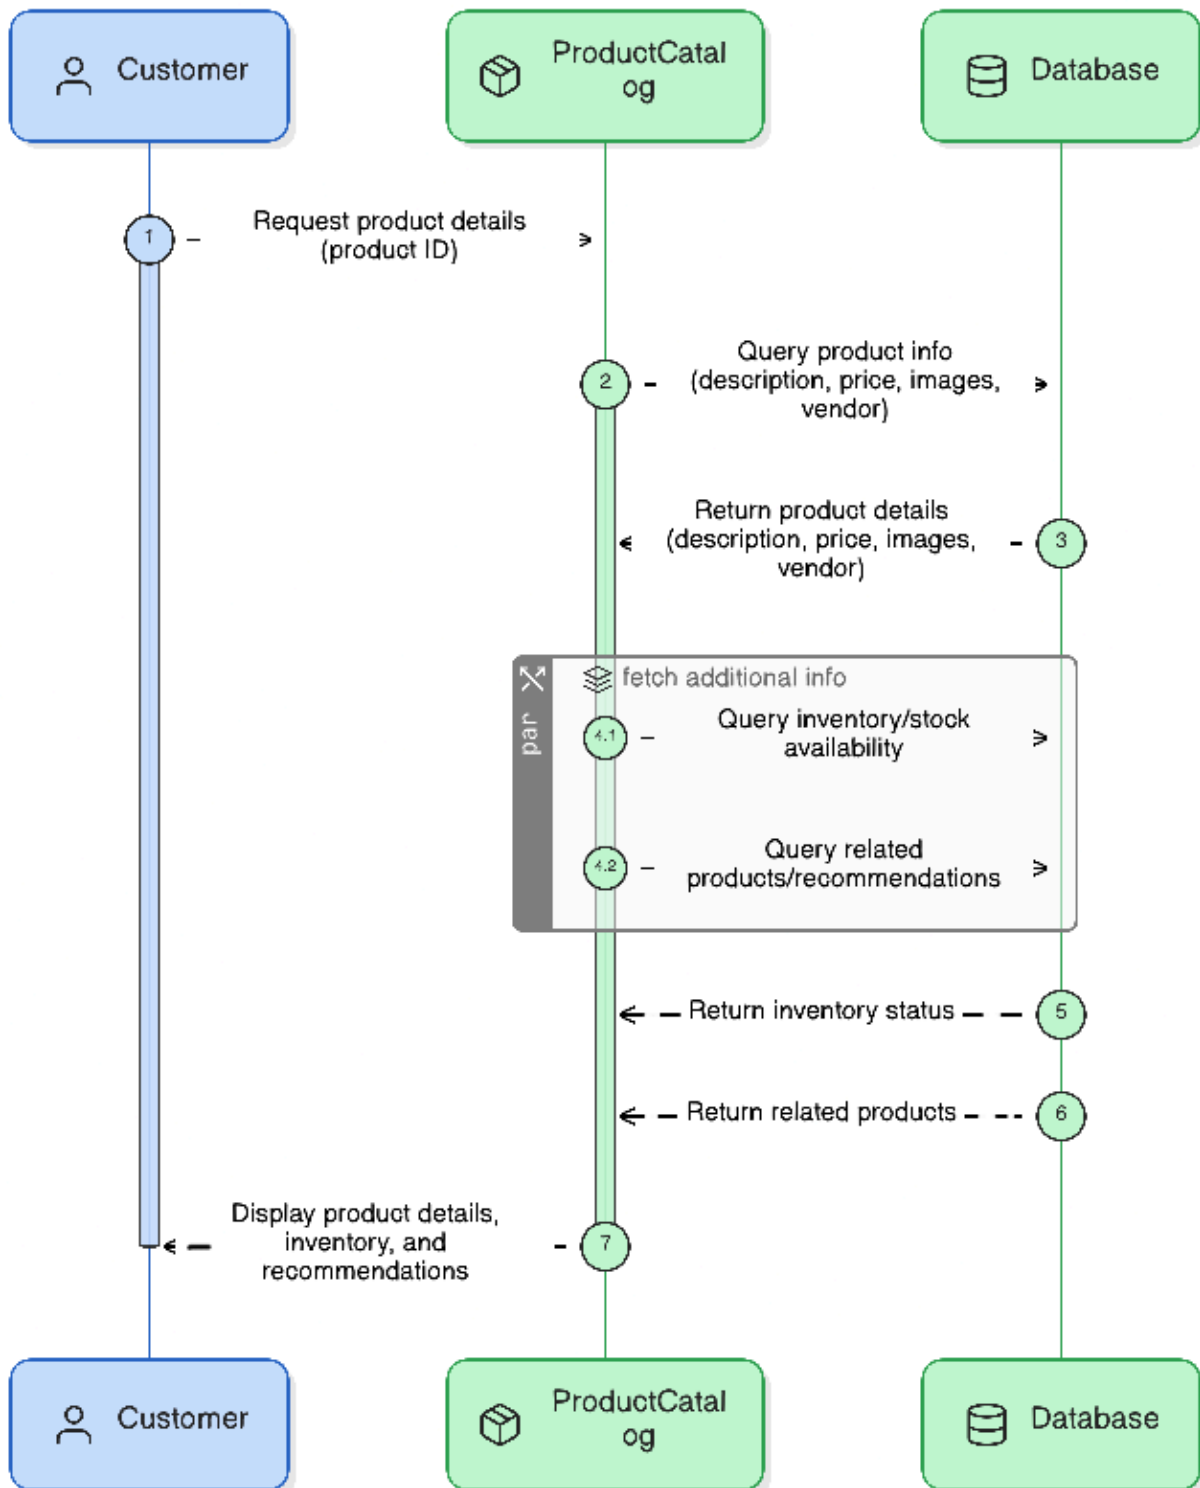 Customer
ProductCatal
og
Database
1
Request product details
(product ID)
2
Query product info
(description, price, images,
vendor)
Return product details
(description, price, images,
vendor)
3
par
fetch additional info
4.1
Query inventory/stock
availability
4.2
Query related
products/recommendations
Return inventory status
5
Return related products
6
Display product details,
inventory, and
recommendations
7
Customer
ProductCatal
og
Database